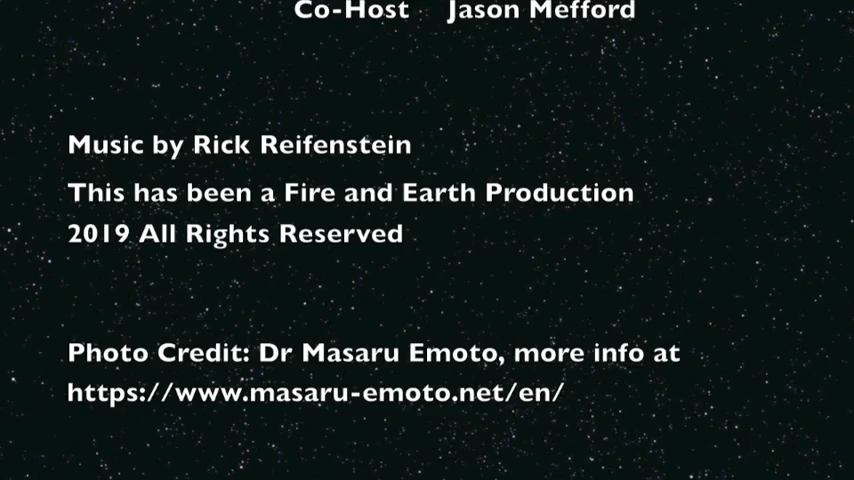 Co-Host Jason Mefford
Music by Rick Reifenstein
This has been a Fire and Earth Production
2019 All Rights Reserved
Photo Credit: Dr Masaru Emoto, more info at
https://www.masaru-emoto.net/en/